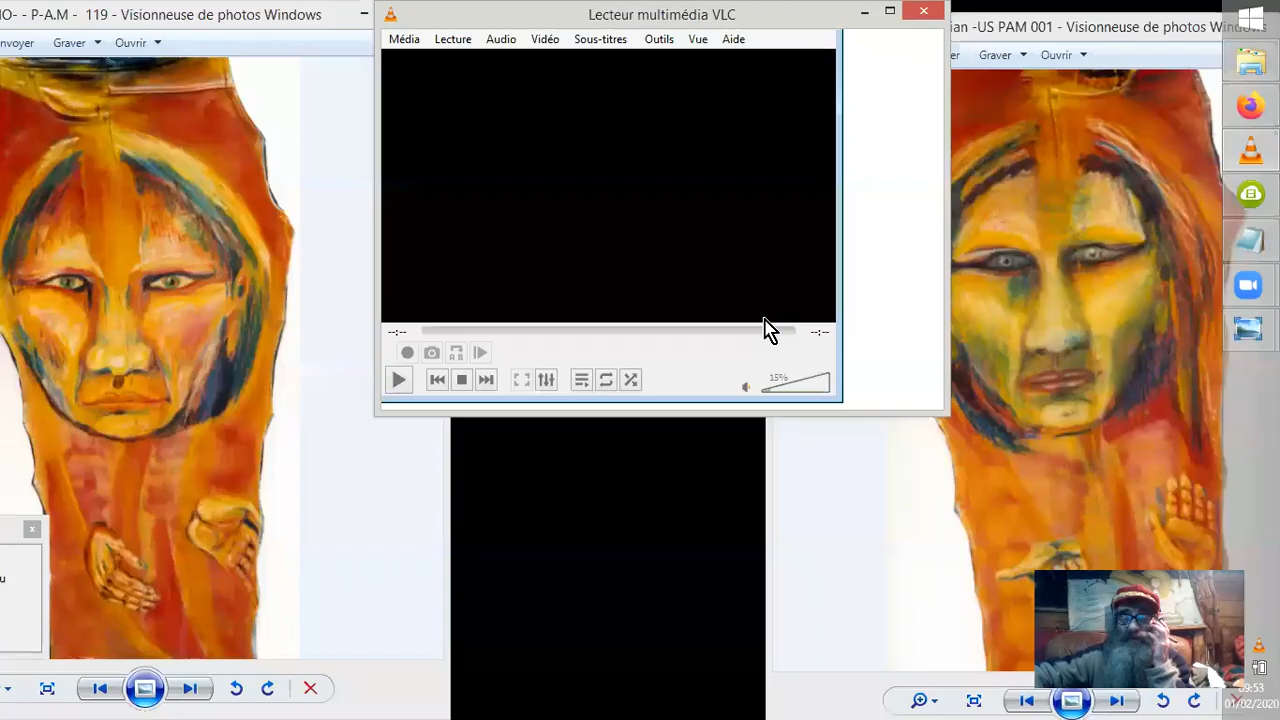 O- - P-A.M - 119 - Visionneuse de photos Windows
nvoyer Graver Ouvrir
Lecteur multimédia VLC
Média Lecture Audio Vidéo Sous-titres Outils Vue Aide
ian -US PAM 001 - Visionneuse de photos Windows
er Graver Ouvrir
--:-- --:--
A B
15%
u
09:53
01/02/2020